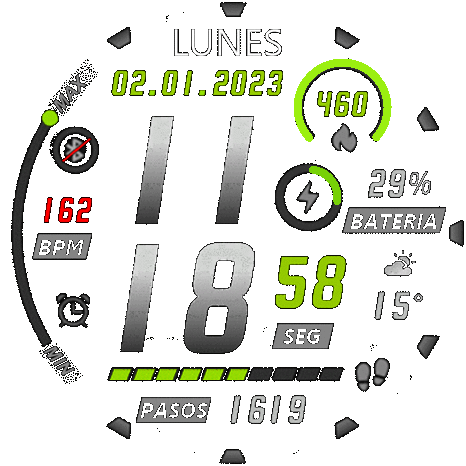 LUNES
02.01.2023
MAX
460
11
29%
BATERIA
162
BPM
18
58
SEG
15°
MIN
PASOS 1619